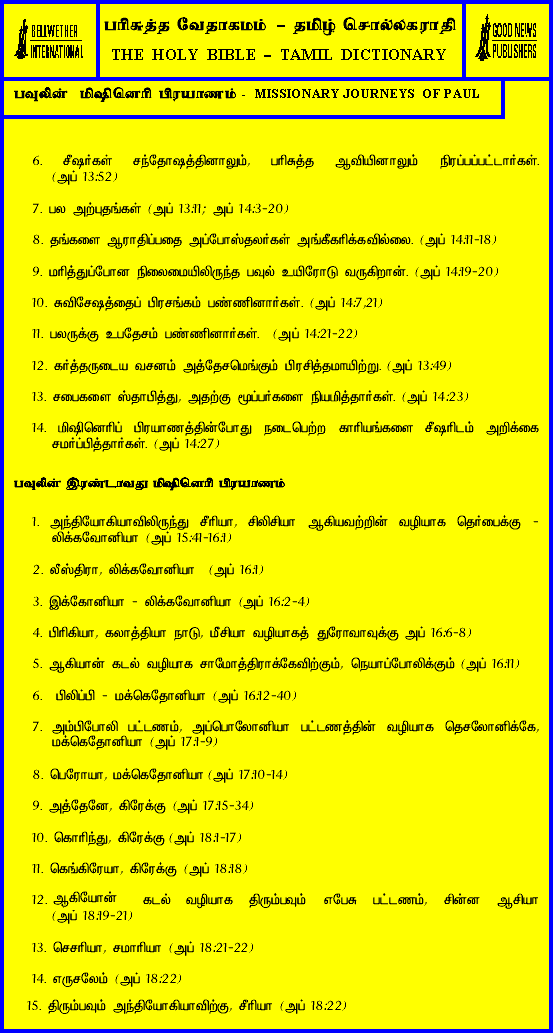 BELLWETHER
INTERNATIONAL
பரிசுத்த வேதாகமம் – தமிழ் சொல்லகராதி
THE HOLY BIBLE – TAMIL DICTIONARY
GOOD NEWS
PUBLISHERS
பவுலின் மிஷினெரி பிரயாணம் - MISSIONARY JOURNEYS OF PAUL
6. சீஷர்கள் சந்தோஷத்தினாலும், பரிசுத்த ஆவியினாலும் நிரப்பப்பட்டார்கள்.
(அப் 13:52)
7. பல அற்புதங்கள் (அப் 13:11; அப் 14:3-20)
8. தங்களை ஆராதிப்பதை அப்போஸ்தலர்கள் அங்கீகரிக்கவில்லை. (அப் 14:11-18)
9. மரித்துப்போன நிலைமையிலிருந்த பவுல் உயிரோடு வருகிறான். (அப் 14:19-20)
10. சுவிசேஷத்தைப் பிரசங்கம் பண்ணினார்கள். (அப் 14:7,21)
11. பலருக்கு உபதேசம் பண்ணினார்கள். (அப் 14:21-22)
12. கர்த்தருடைய வசனம் அத்தேசமெங்கும் பிரசித்தமாயிற்று. (அப் 13:49)
13. சபைகளை ஸ்தாபித்து, அதற்கு மூப்பர்களை நியமித்தார்கள். (அப் 14:23)
14. மிஷினெரிப் பிரயாணத்தின்போது நடைபெற்ற காரியங்களை சீஷரிடம் அறிக்கை
சமர்ப்பித்தார்கள். (அப் 14:27)
பவுலின் இரண்டாவது மிஷினெரி பிரயாணம்
1. அந்தியோகியாவிலிருந்து சீரியா, சிலிசியா ஆகியவற்றின் வழியாக தெர்பைக்கு -
லிக்கவோனியா (அப் 15:41-16:1)
2. லீஸ்திரா, லிக்கவோனியா (அப் 16:1)
3. இக்கோனியா - லிக்கவோனியா (அப் 16:2-4)
4. பிரிகியா, கலாத்தியா நாடு, மீசியா வழியாகத் துரோவாவுக்கு அப் 16:6-8)
5. ஆகியான் கடல் வழியாக சாமோத்திராக்கேவிற்கும், நெயாப்போலிக்கும் (அப் 16:11)
6. பிலிப்பி - மக்கெதோனியா (அப் 16:12-40)
7. அம்பிபோலி பட்டணம், அப்பொலோனியா பட்டணத்தின் வழியாக தெசலோனிக்கே,
மக்கெதோனியா (அப் 17:1-9)
8. பெரோயா, மக்கெதோனியா (அப் 17:10-14)
9. அத்தேனே, கிரேக்கு (அப் 17:15-34)
10. கொரிந்து, கிரேக்கு (அப் 18:1-17)
11. கெங்கிரேயா, கிரேக்கு (அப் 18:18)
12. ஆகியோன் கடல் வழியாக திரும்பவும் எபேசு பட்டணம், சின்ன ஆசியா
(அப் 18:19-21)
13. செசரியா, சமாரியா (அப் 18:21-22)
14. எருசலேம் (அப் 18:22)
15. திரும்பவும் அந்தியோகியாவிற்கு, சீரியா (அப் 18:22)